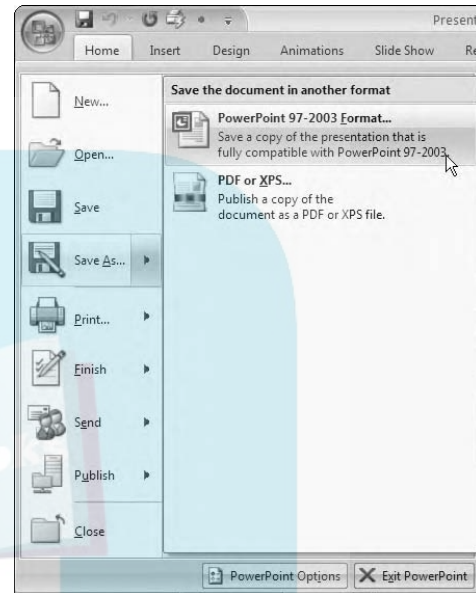 Present
Home Insert Design Animations Slide Show Re
New...
Open...
Save
Save As...
Print...
Finish
Send
Publish
Close
Save the document in another format
PowerPoint 97-2003 Format...
Save a copy of the presentation that is
fully compatible with PowerPoint 97-2003.
PDF or XPS...
Publish a copy of the
document as a PDF or XPS file.
PowerPoint Options Exit PowerPoint